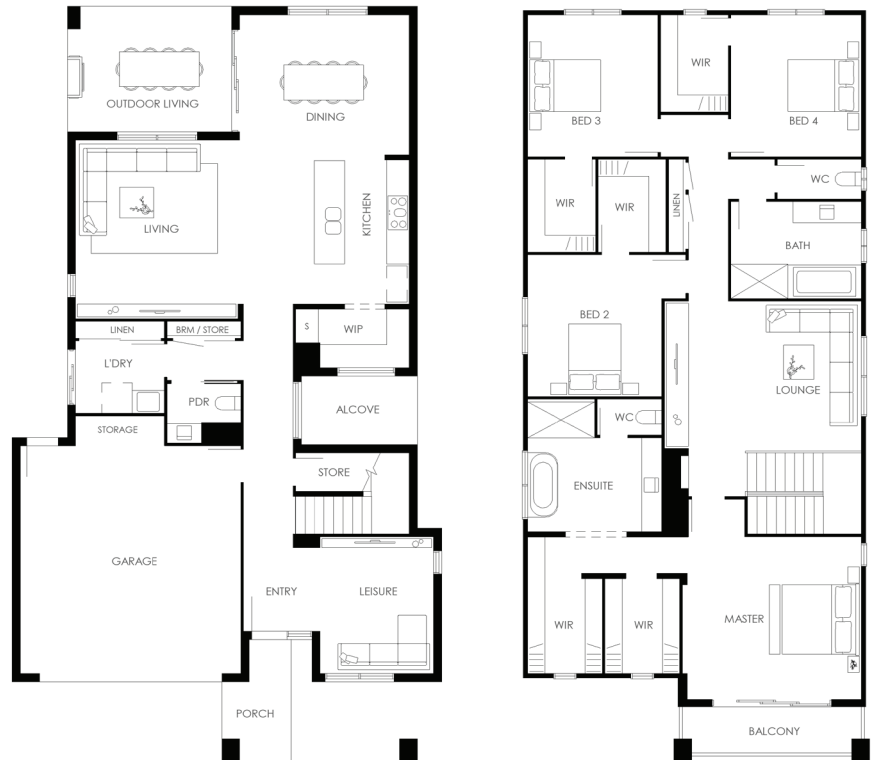 OUTDOOR LIVING
DINING
LIVING
KITCHEN
S
WIP
LINEN
BRM / STORE
L'DRY
PDR
ALCOVE
STORAGE
STORE
GARAGE
ENTRY
LEISURE
PORCH
WIR
BED 3
BED 4
WC
WIR
WIR
LINEN
BATH
BED 2
LOUNGE
WC
ENSUITE
WIR
WIR
MASTER
BALCONY